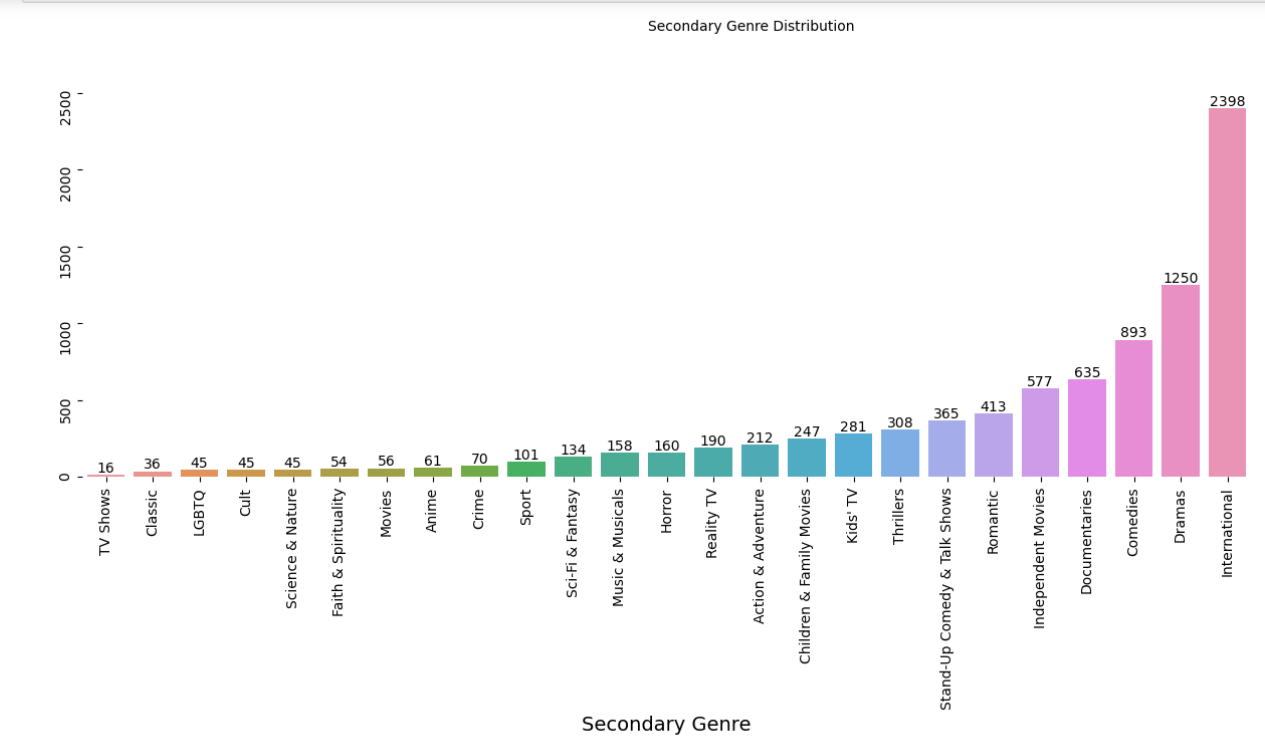 Secondary Genre Distribution
2500
2000
1500
1000
500
0
16
36
45
45
45
54
56
61
70
101
134
158
160
190
212
247
281
308
365
413
577
635
893
1250
2398
TV Shows
Classic
LGBTQ
Cult
Science & Nature
Faith & Spirituality
Movies
Anime
Crime
Sport
Sci-Fi & Fantasy
Music & Musicals
Horror
Reality TV
Action & Adventure
Children & Family Movies
Kids' TV
Thrillers
Stand-Up Comedy & Talk Shows
Romantic
Independent Movies
Documentaries
Comedies
Dramas
International
Secondary Genre